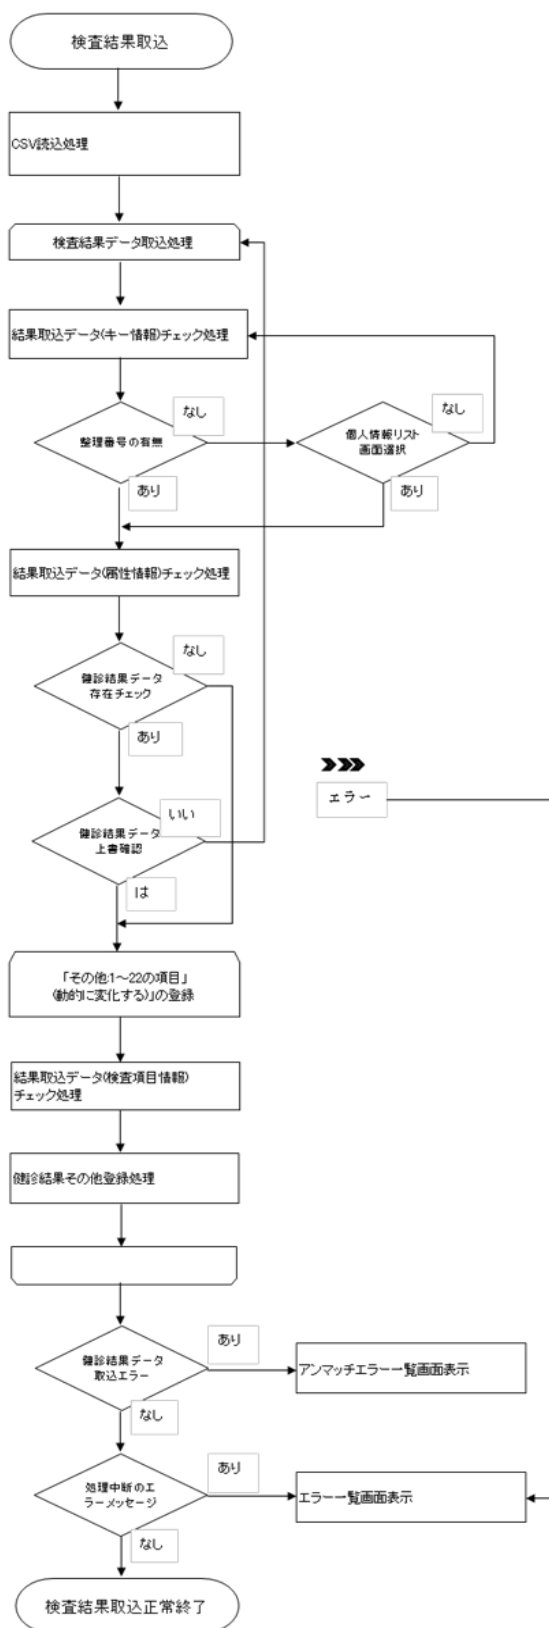 検査結果取込
CSV読込処理
検査結果データ取込処理
結果取込データ(キー情報)チェック処理
なし
整理番号の有無
あり
なし
個人情報リスト
画面選択
あり
結果取込データ(属性情報)チェック処理
なし
健診結果データ
存在チェック
あり
エラー
いい
健診結果データ
上書確認
は
「その他:1～22の項目」
(動的に変化する)」の登録
結果取込データ(検査項目情報)
チェック処理
健診結果その他登録処理
あり
健診結果データ
取込エラー
アンマッチエラー一覧画面表示
なし
あり
処理中断のエ
ラーメッセージ
エラー一覧画面表示
なし
検査結果取込正常終了